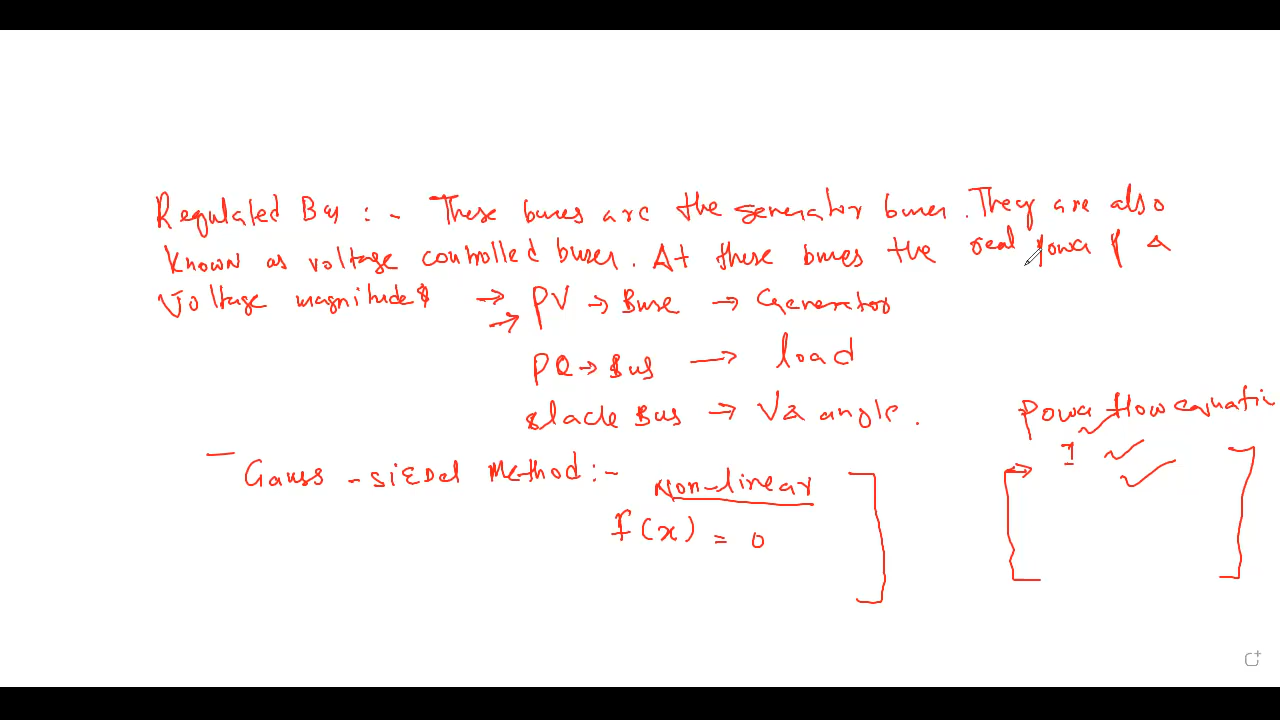 Regulated Bus :- These buses are the generator buses. They are also
known as voltage controlled buses. At these buses the real power P &
Voltage magnitude
→ PV → Buse → Generator
→
PQ → Bus → load
slack Bus → V & angle.
Power flow equatio
1
Gauss - SiEDel Method :-
Non-linear
f(x) = 0